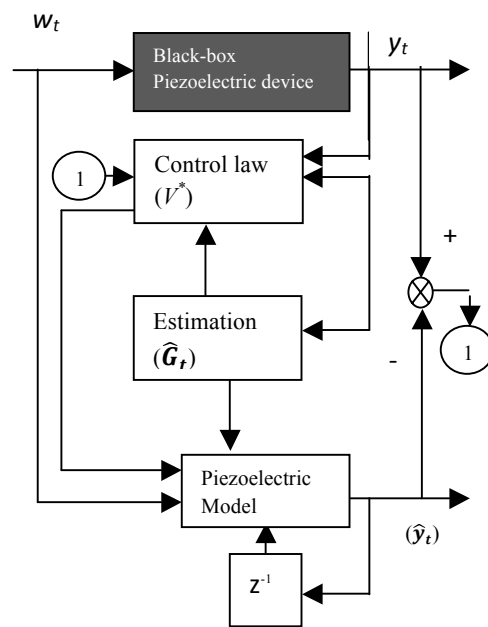 w_t
y_t
Black-box
Piezoelectric device
1
Control law
(V^*)
+
Estimation
(Ĝ_t)
1
-
Piezoelectric
Model
(ŷ_t)
z^-1